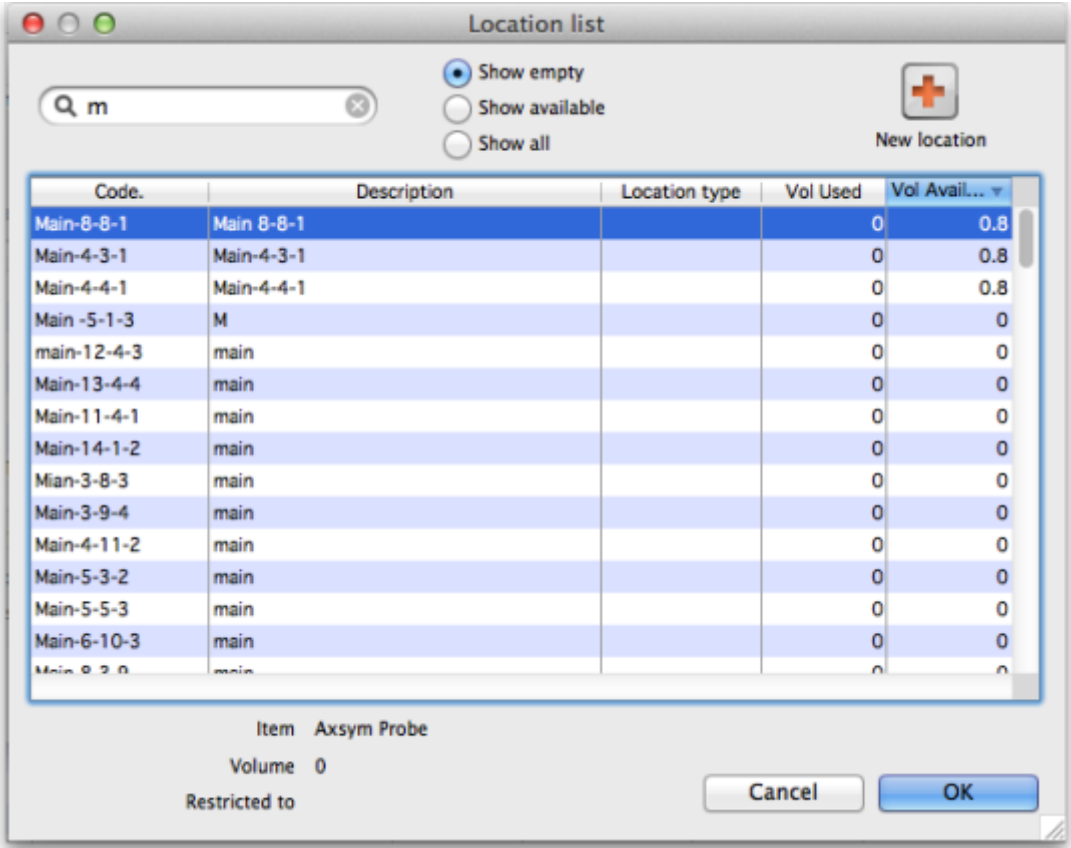 Location list
m
Show empty
Show available
Show all
New location
Code. Description Location type Vol Used Vol Avail...
Main-8-8-1 Main 8-8-1 0 0.8
Main-4-3-1 Main-4-3-1 0 0.8
Main-4-4-1 Main-4-4-1 0 0.8
Main -5-1-3 M 0 0
main-12-4-3 main 0 0
Main-13-4-4 main 0 0
Main-11-4-1 main 0 0
Main-14-1-2 main 0 0
Mian-3-8-3 main 0 0
Main-3-9-4 main 0 0
Main-4-11-2 main 0 0
Main-5-3-2 main 0 0
Main-5-5-3 main 0 0
Main-6-10-3 main 0 0
main 0 0
Item Axsym Probe
Volume 0
Restricted to
Cancel OK